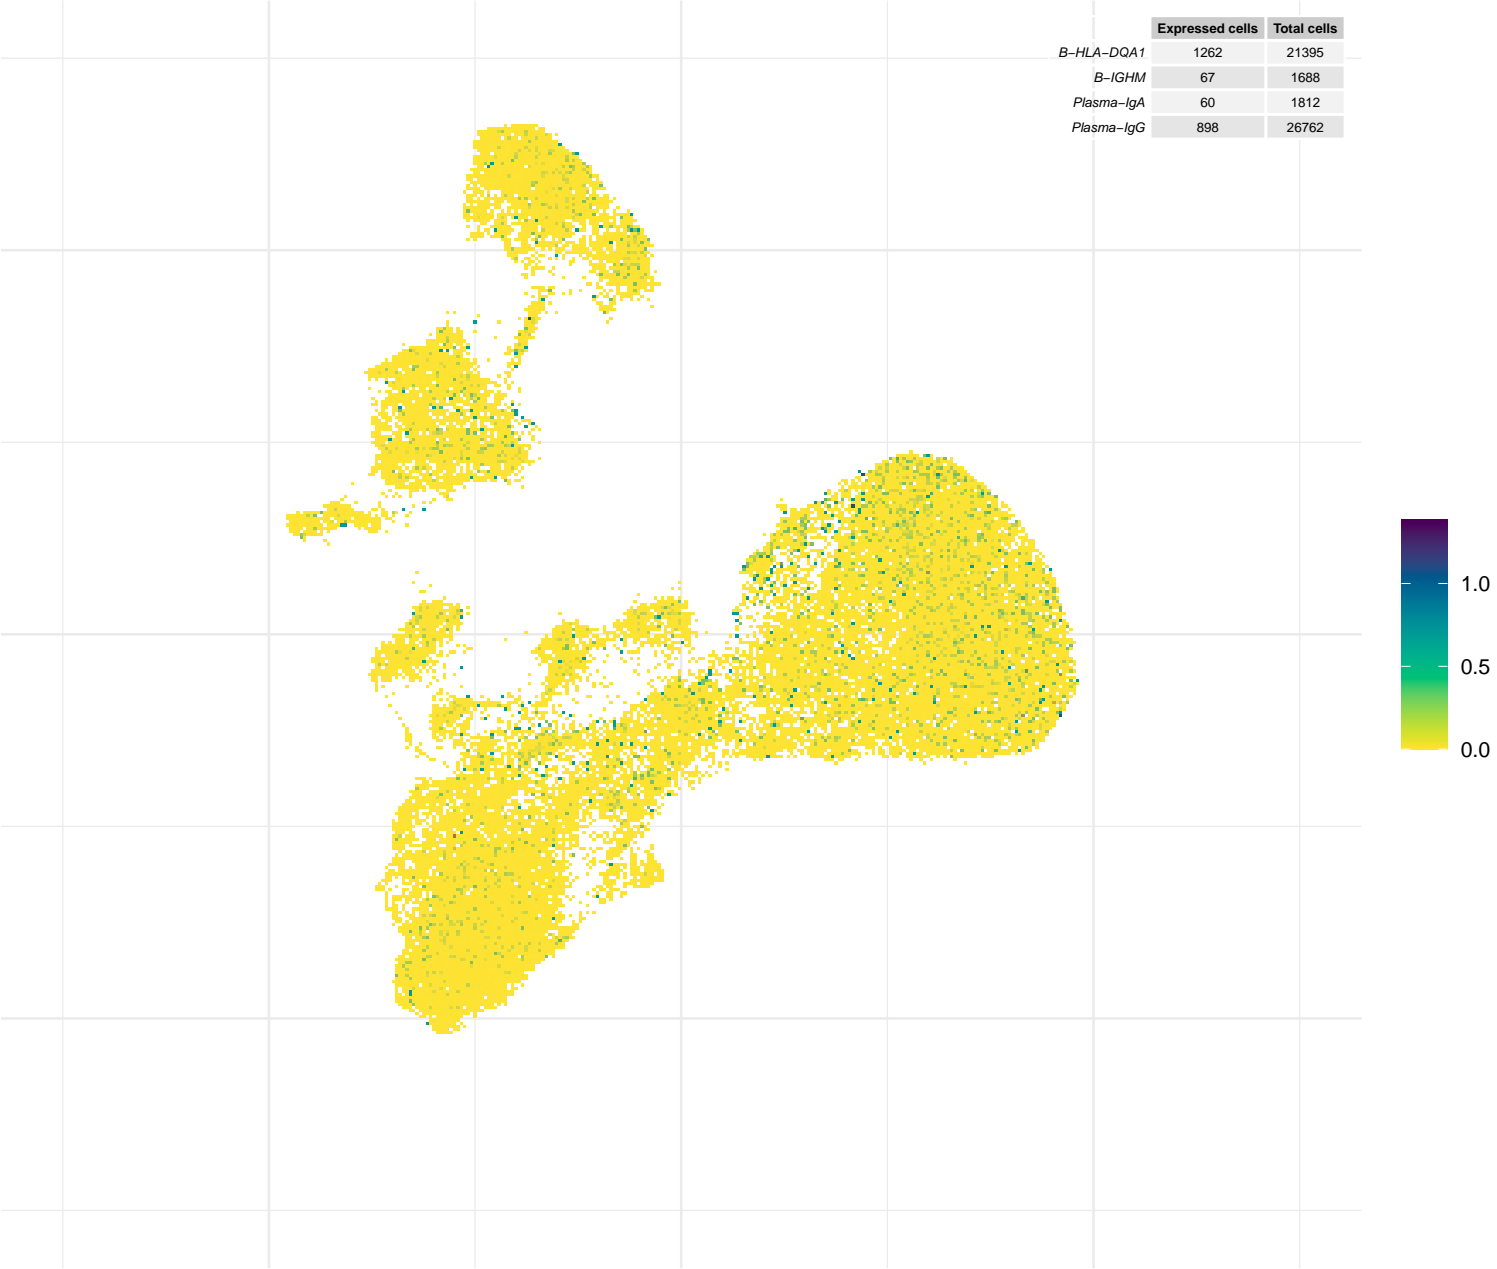 Expressed cells Total cells
B–HLA–DQA1 1262 21395
B–IGHM 67 1688
Plasma–IgA 60 1812
Plasma–IgG 898 26762
1.0
0.5
0.0